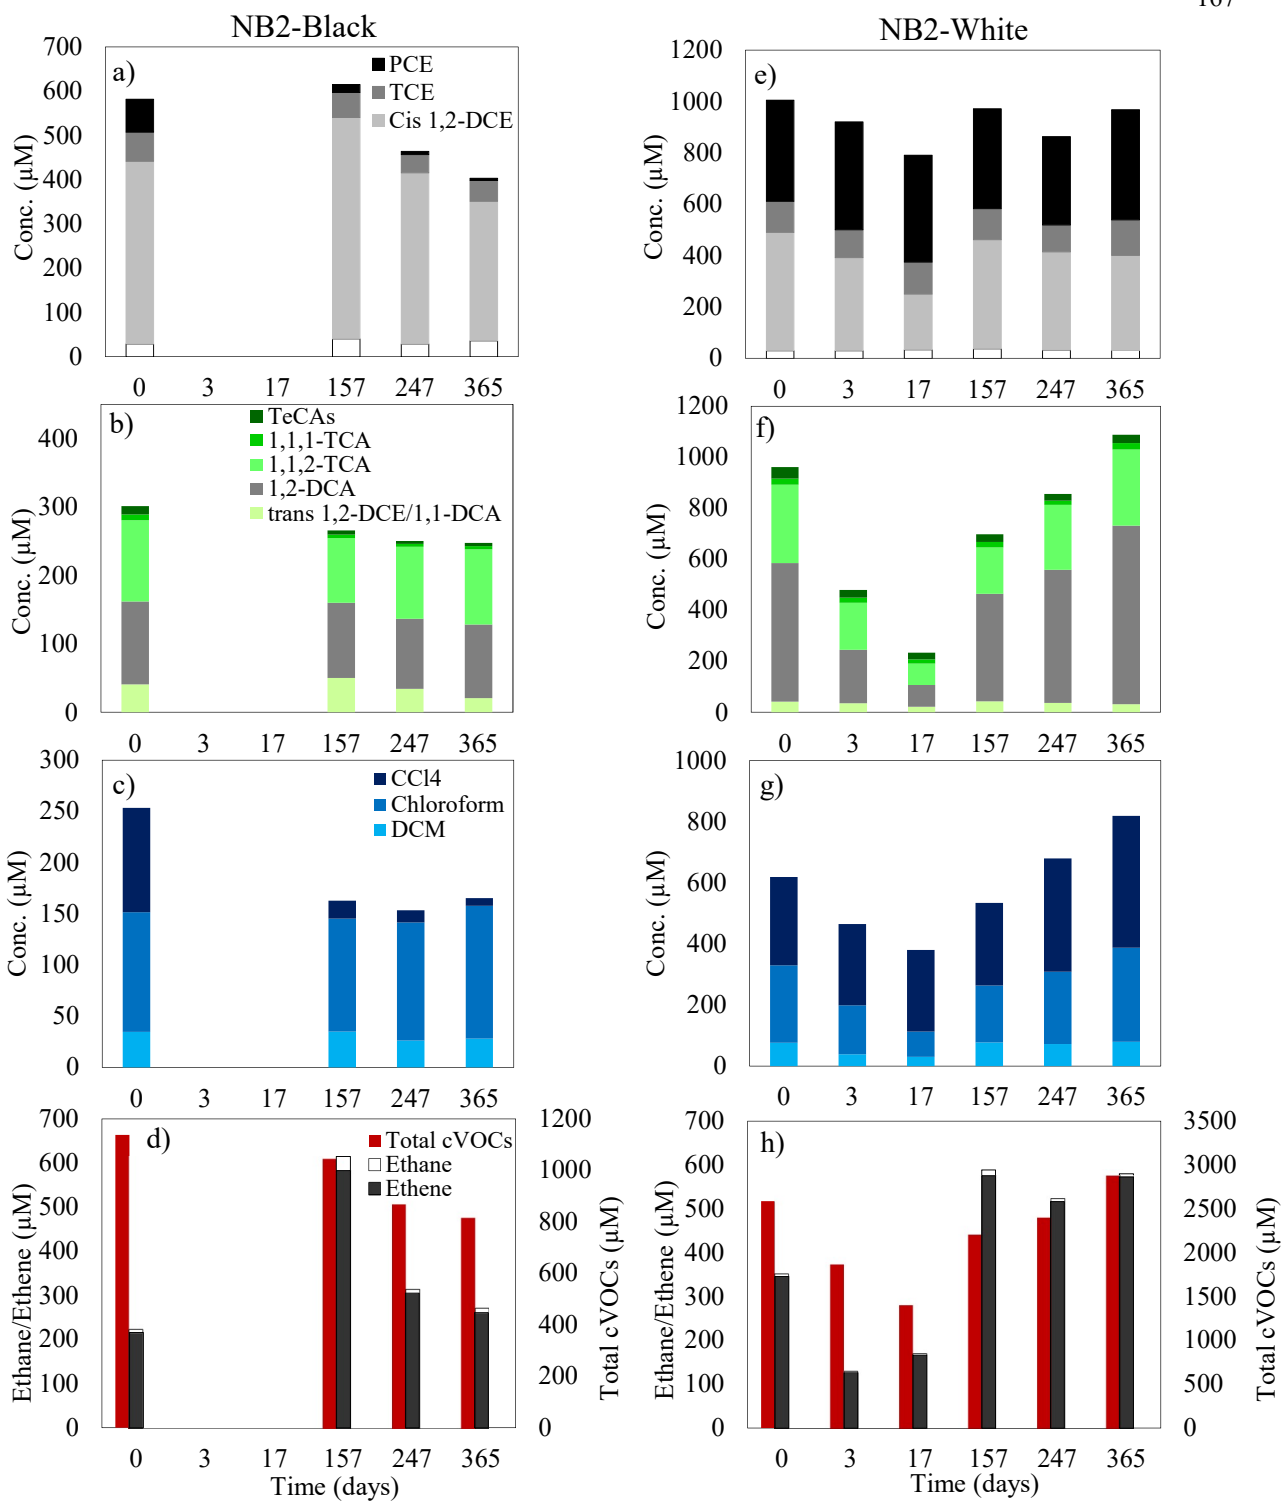 NB2-Black
NB2-White
a)
PCE
TCE
Cis 1,2-DCE
Conc. (µM)
700
600
500
400
300
200
100
0
0 3 17 157 247 365
e)
Conc. (µM)
1200
1000
800
600
400
200
0
0 3 17 157 247 365
b)
TeCAs
1,1,1-TCA
1,1,2-TCA
1,2-DCA
trans 1,2-DCE/1,1-DCA
Conc. (µM)
400
300
200
100
0
0 3 17 157 247 365
f)
Conc. (µM)
1200
1000
800
600
400
200
0
0 3 17 157 247 365
c)
CCl4
Chloroform
DCM
Conc. (µM)
300
250
200
150
100
50
0
0 3 17 157 247 365
g)
Conc. (µM)
1000
800
600
400
200
0
0 3 17 157 247 365
d)
Total cVOCs
Ethane
Ethene
Ethane/Ethene (µM)
700
600
500
400
300
200
100
0
Total cVOCs (µM)
1200
1000
800
600
400
200
0
0 3 17 157 247 365
Time (days)
h)
Ethane/Ethene (µM)
700
600
500
400
300
200
100
0
Total cVOCs (µM)
3500
3000
2500
2000
1500
1000
500
0
0 3 17 157 247 365
Time (days)